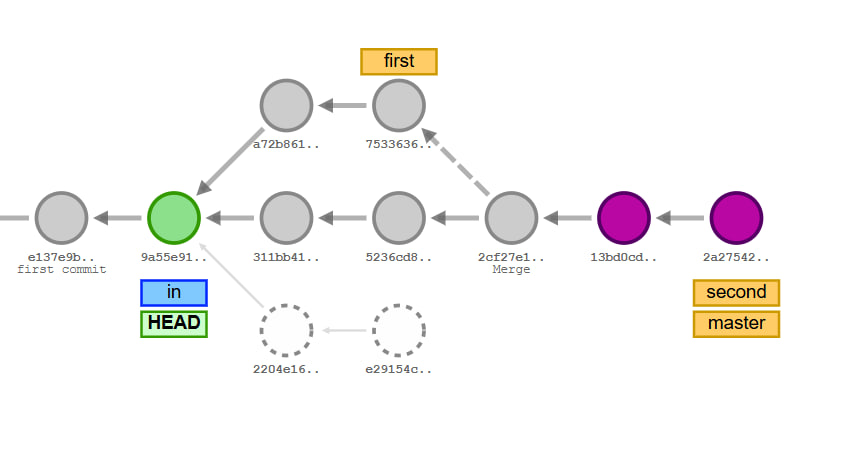 first
a72b861..
7533636..
e137e9b..
first commit
9a55e91..
311bb41..
5236cd8..
2cf27e1..
Merge
13bd0cd..
2a27542..
in
HEAD
second
master
2204e16..
e29154c..